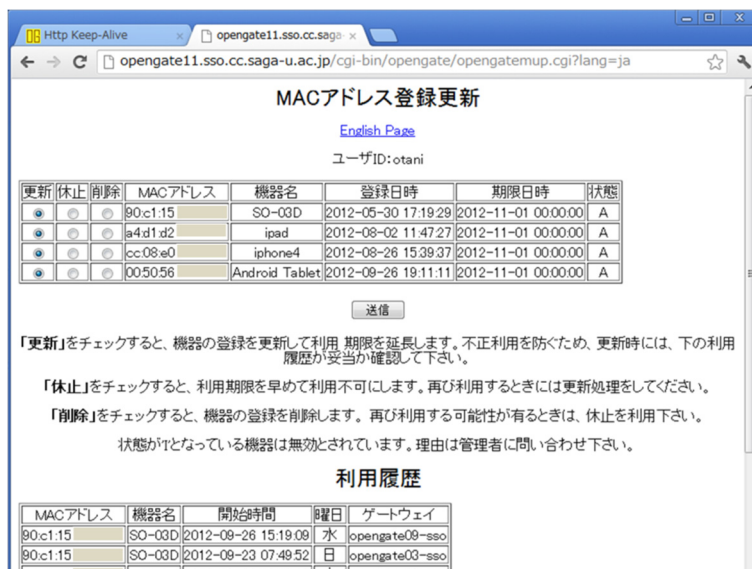 Http Keep-Alive
opengate11.sso.cc.saga-
opengate11.sso.cc.saga-u.ac.jp/cgi-bin/opengate/opengatemup.cgi?lang=ja
MACアドレス登録更新
English Page
ユーザID:otani
更新 休止 削除 MACアドレス 機器名 登録日時 期限日時 状態
90:c1:15 SO-03D 2012-05-30 17:19:29 2012-11-01 00:00:00 A
a4:d1:d2 ipad 2012-08-02 11:47:27 2012-11-01 00:00:00 A
cc:08:e0 iphone4 2012-08-26 15:39:37 2012-11-01 00:00:00 A
00:50:56 Android Tablet 2012-09-26 19:11:11 2012-11-01 00:00:00 A
送信
「更新」をチェックすると、機器の登録を更新して利用 期限を延長します。不正利用を防ぐため、更新時には、下の利用
履歴が妥当か確認して下さい。
「休止」をチェックすると、利用期限を早めて利用不可にします。再び利用するときには更新処理をしてください。
「削除」をチェックすると、機器の登録を削除します。 再び利用する可能性が有るときは、休止を利用下さい。
状態がTとなっている機器は無効とされています。理由は管理者に問い合わせ下さい。
利用履歴
MACアドレス 機器名 開始時間 曜日 ゲートウェイ
90:c1:15 SO-03D 2012-09-26 15:19:09 水 opengate09-sso
90:c1:15 SO-03D 2012-09-23 07:49:52 日 opengate03-sso